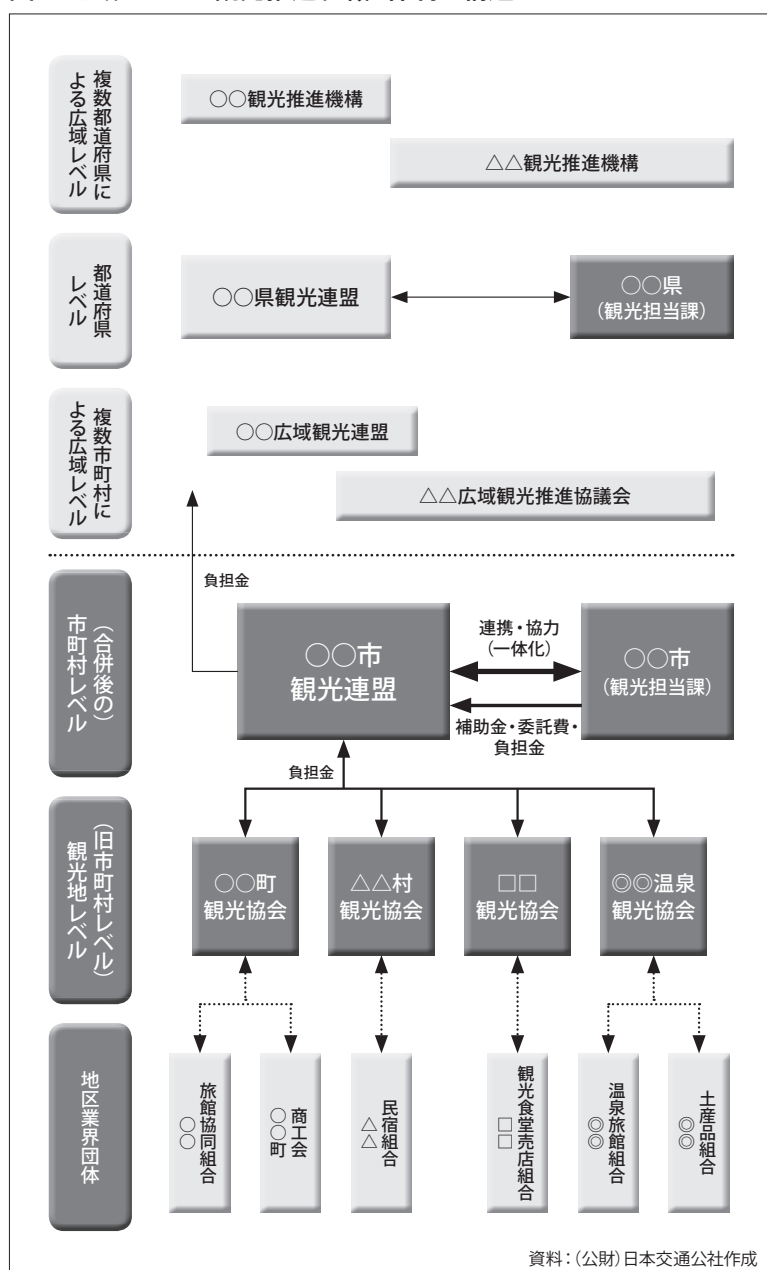 複数都道府県に
よる広域レベル
○○観光推進機構
△△観光推進機構
都道府県
レベル
○○県観光連盟
○○県
(観光担当課)
複数市町村に
よる広域レベル
○○広域観光連盟
△△広域観光推進協議会
(合併後の)
市町村レベル
負担金
○○市
観光連盟
連携・協力
(一体化)
○○市
(観光担当課)
補助金・委託費・
負担金
負担金
(旧市町村レベル)
観光地レベル
○○町
観光協会
△△村
観光協会
□□
観光協会
◎◎温泉
観光協会
地区業界団体
○○
旅館協同組合
○○町
商工会
△△
民宿組合
□□
観光食堂売店組合
◎◎
温泉旅館組合
◎◎
土産品組合
資料：(公財)日本交通公社作成